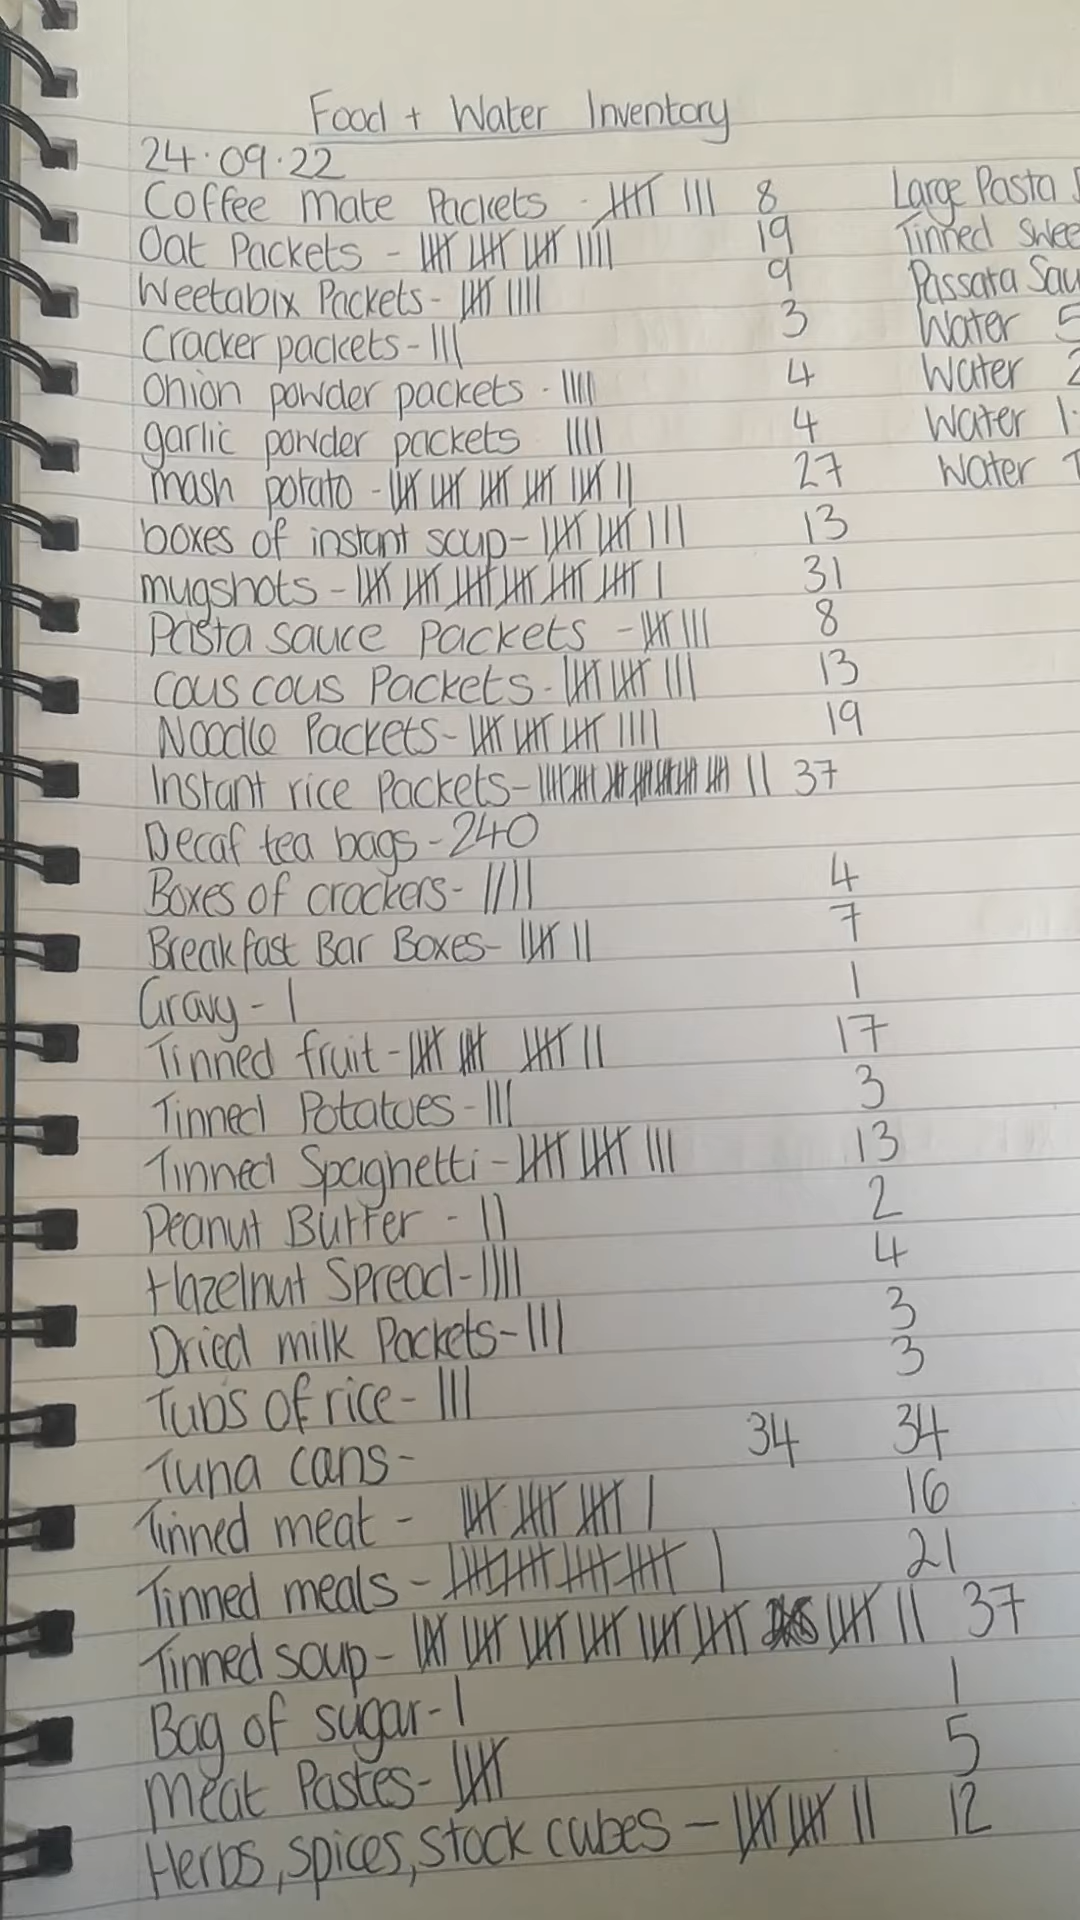 Food + Water Inventory
24.09.22
Coffee mate Packets - 8
Oat Packets - 19
Weetabix Packets - 9
Cracker packets - 3
onion powder packets - 4
garlic powder packets 4
mash potato - 27
boxes of instant soup - 13
mugshots - 31
Pasta sauce packets - 8
cous cous Packets - 13
Noodle Packets - 19
Instant rice Packets - 37
Decaf tea bags - 240
Boxes of crackers - 4
Breakfast Bar Boxes - 7
Gravy - 1
Tinned fruit - 17
Tinned Potatoes - 3
Tinned Spaghetti - 13
Peanut Butter - 2
Hazelnut Spread - 4
Dried milk Packets - 3
Tubs of rice - 3
Tuna cans - 34 34
Tinned meat - 16
Tinned meals - 21
Tinned soup - 37
Bag of sugar - 1
Meat Pastes - 5
Herbs, spices, stock cubes - 12
Large Pasta
Tinned
Passata
Water 5
Water 2
Water 1.
Water